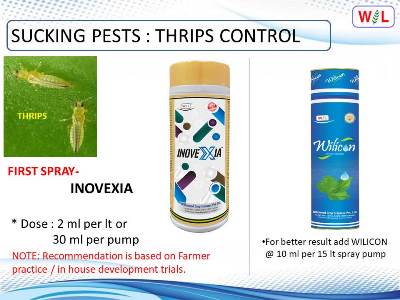 W L
SUCKING PESTS : THRIPS CONTROL
THRIPS
FIRST SPRAY-
INOVEXIA
* Dose : 2 ml per lt or
30 ml per pump
NOTE: Recommendation is based on Farmer
practice / in house development trials.
INOVEXIA
Wilicon
•For better result add WILICON
@ 10 ml per 15 lt spray pump